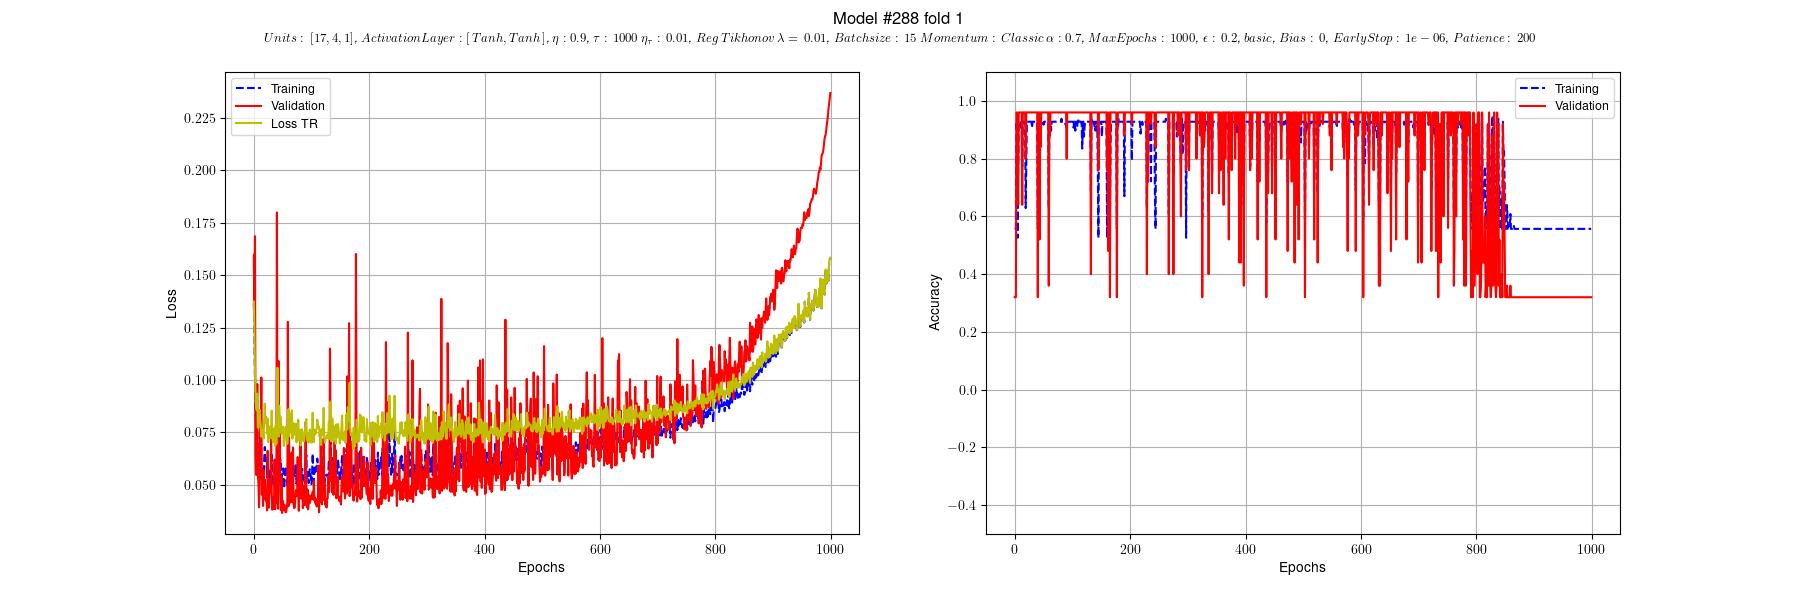 Model #288 fold 1
Units : [17, 4, 1], ActivationLayer : [Tanh, Tanh], η : 0.9, τ : 1000 η_τ : 0.01, Reg Tikhonov λ = 0.01, Batchsize : 15 Momentum : Classic α : 0.7, MaxEpochs : 1000, ϵ : 0.2, basic, Bias : 0, EarlyStop : 1e − 06, Patience : 200
Training
Validation
Loss TR
0.225
0.200
0.175
0.150
0.125
0.100
0.075
0.050
Loss
0 200 400 600 800 1000
Epochs
Training
Validation
1.0
0.8
0.6
0.4
0.2
0.0
−0.2
−0.4
Accuracy
0 200 400 600 800 1000
Epochs